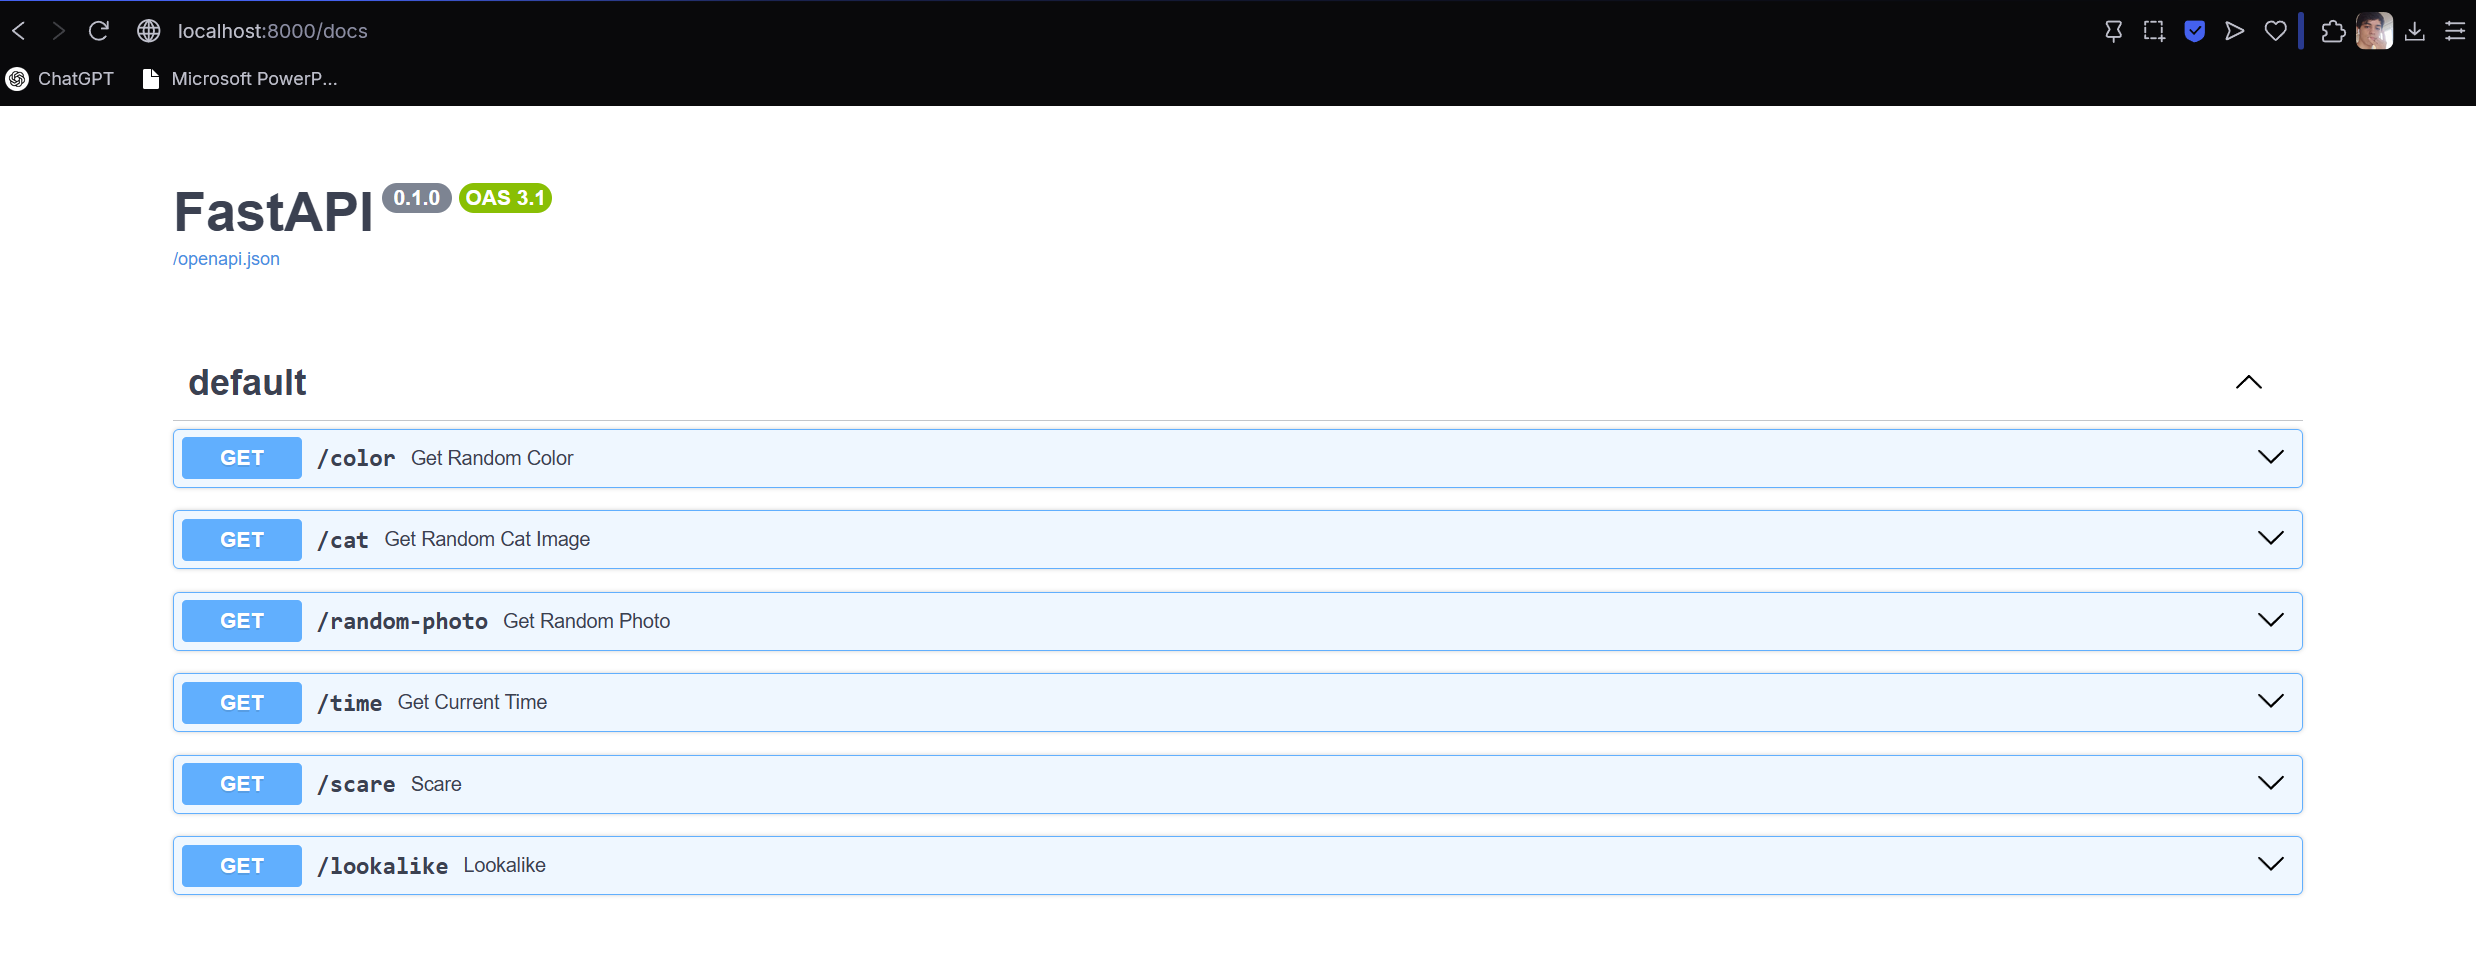 localhost:8000/docs
ChatGPT Microsoft PowerP...
FastAPI 0.1.0 OAS 3.1
/openapi.json
default
GET /color Get Random Color
GET /cat Get Random Cat Image
GET /random-photo Get Random Photo
GET /time Get Current Time
GET /scare Scare
GET /lookalike Lookalike